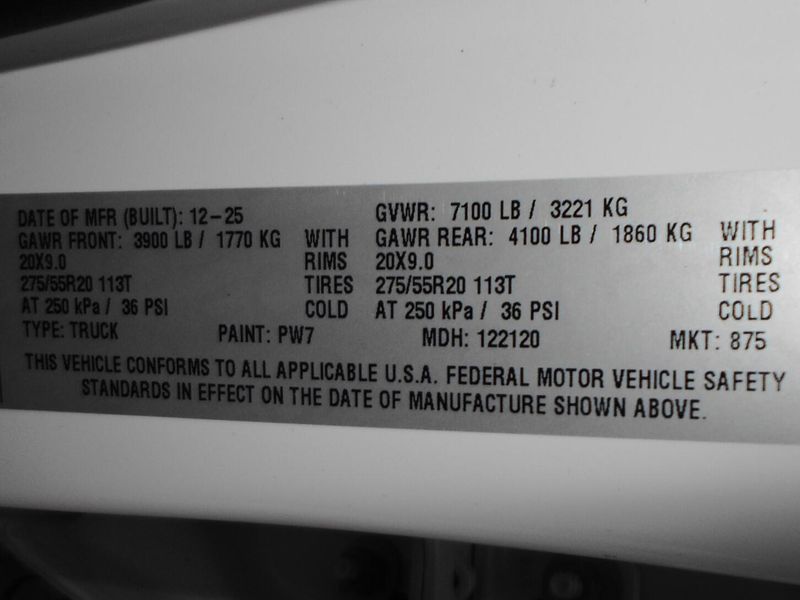 DATE OF MFR (BUILT): 12-25 GVWR: 7100 LB / 3221 KG
GAWR FRONT: 3900 LB / 1770 KG WITH GAWR REAR: 4100 LB / 1860 KG WITH
20X9.0 RIMS 20X9.0 RIMS
275/55R20 113T TIRES 275/55R20 113T TIRES
AT 250 kPa / 36 PSI COLD AT 250 kPa / 36 PSI COLD
TYPE: TRUCK PAINT: PW7 MDH: 122120 MKT: 875
THIS VEHICLE CONFORMS TO ALL APPLICABLE U.S.A. FEDERAL MOTOR VEHICLE SAFETY
STANDARDS IN EFFECT ON THE DATE OF MANUFACTURE SHOWN ABOVE.